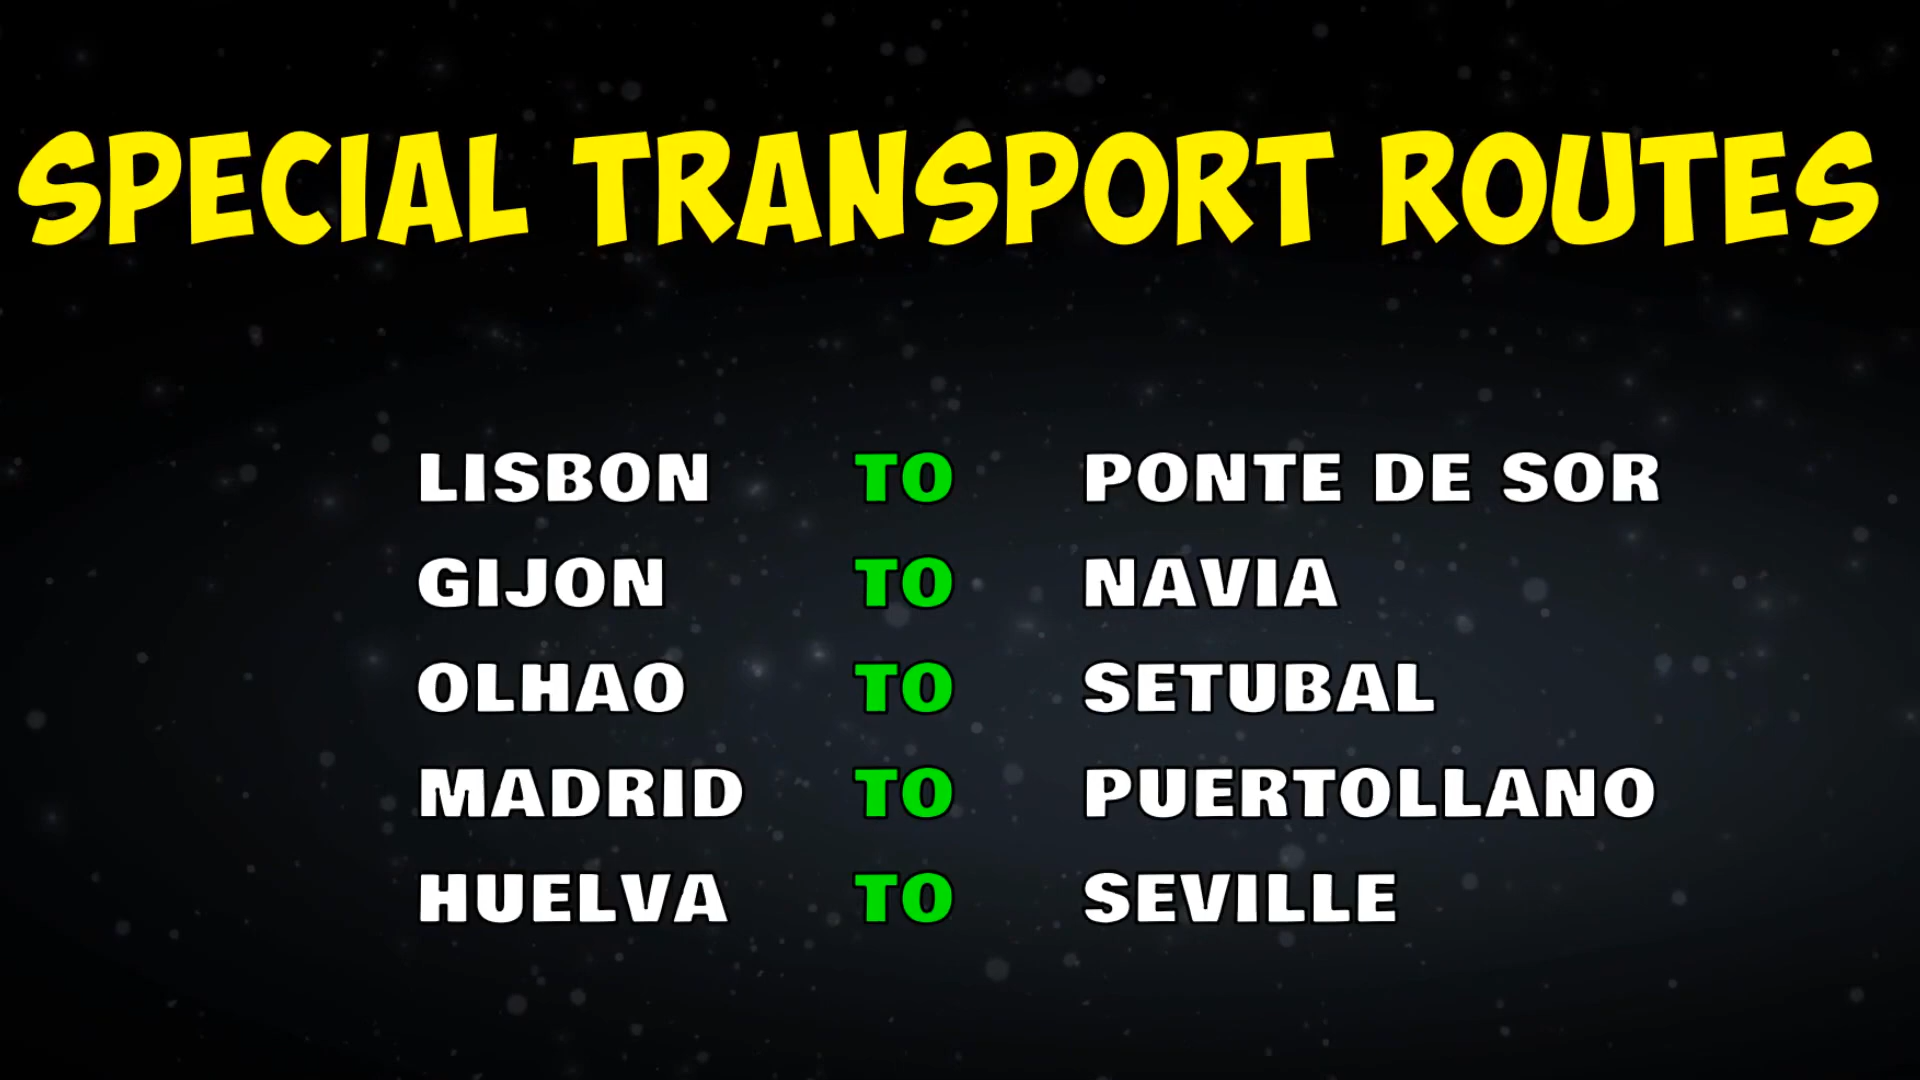 SPECIAL TRANSPORT ROUTES
LISBON TO PONTE DE SOR
GIJON TO NAVIA
OLHAO TO SETUBAL
MADRID TO PUERTOLLANO
HUELVA TO SEVILLE